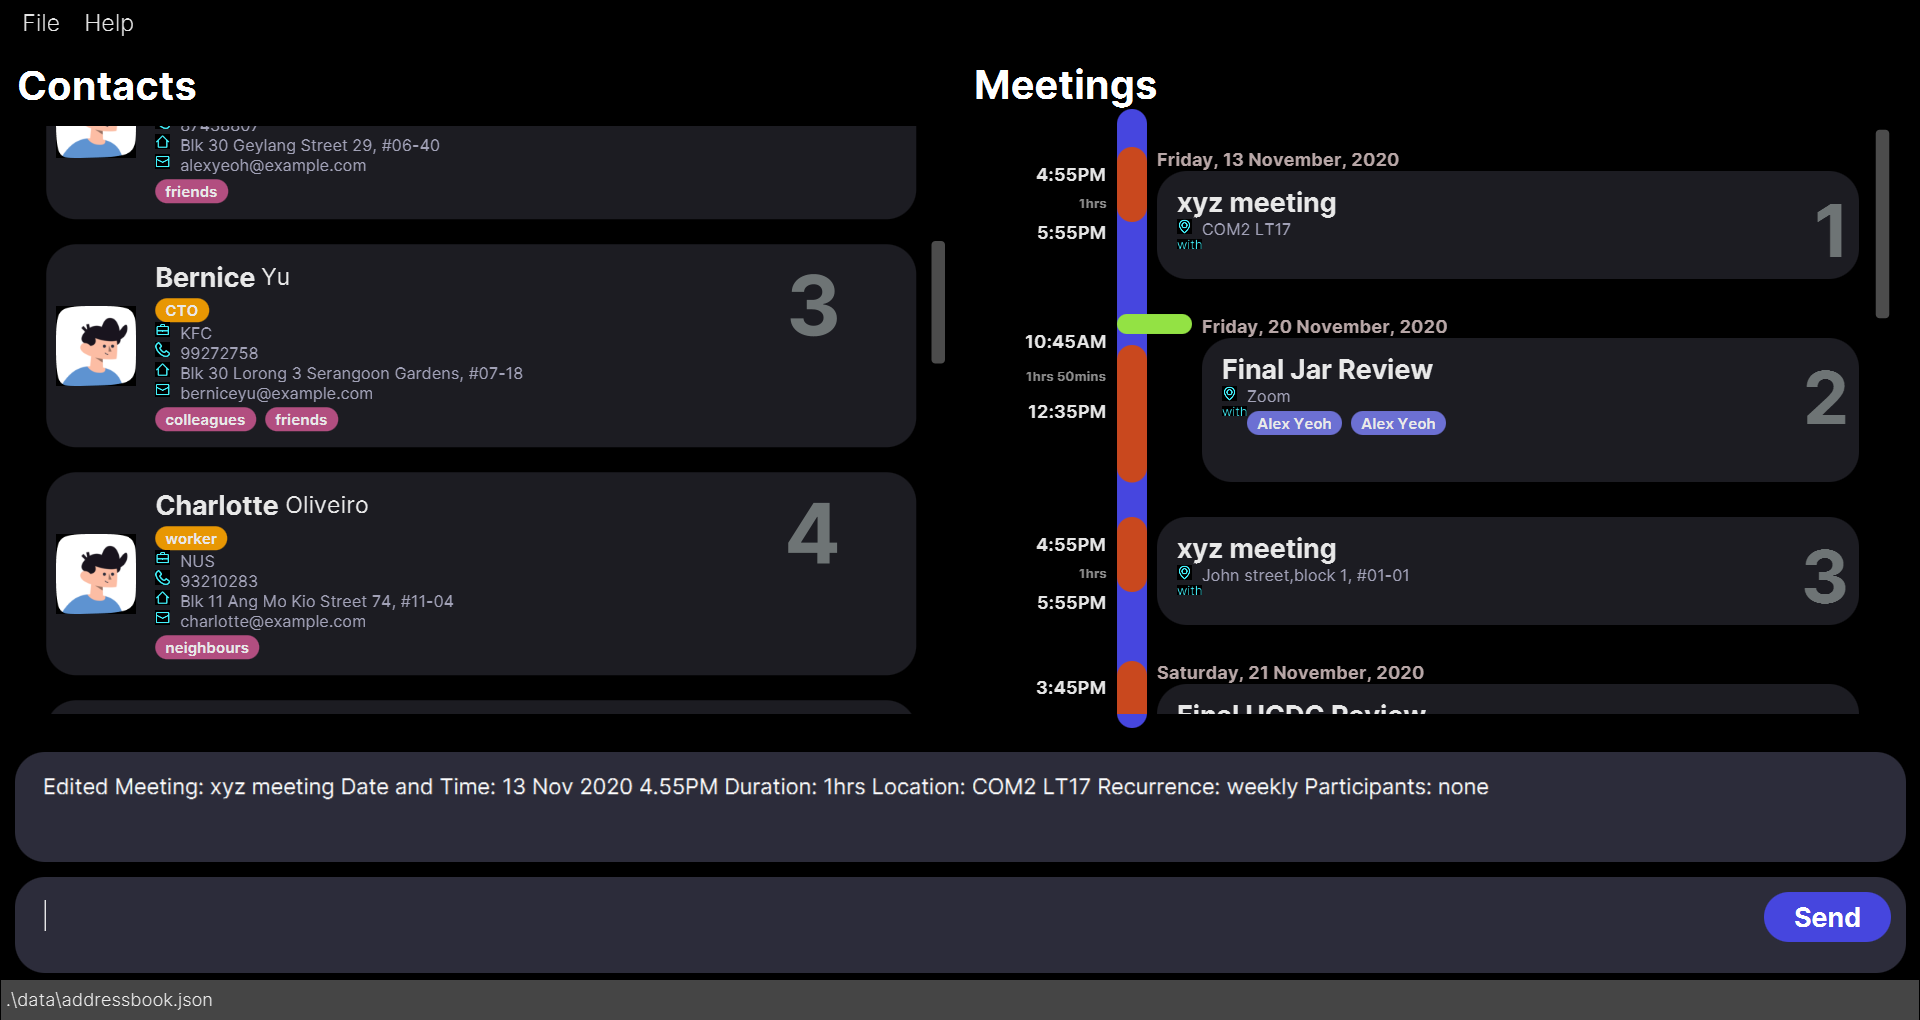 File Help
Contacts
87438807
Blk 30 Geylang Street 29, #06-40
alexyeoh@example.com
friends
Bernice Yu
3
CTO
KFC
99272758
Blk 30 Lorong 3 Serangoon Gardens, #07-18
berniceyu@example.com
colleagues friends
Charlotte Oliveiro
4
worker
NUS
93210283
Blk 11 Ang Mo Kio Street 74, #11-04
charlotte@example.com
neighbours
Meetings
Friday, 13 November, 2020
4:55PM
1hrs
5:55PM
xyz meeting
COM2 LT17
with
1
Friday, 20 November, 2020
10:45AM
1hrs 50mins
12:35PM
Final Jar Review
Zoom
with Alex Yeoh Alex Yeoh
2
4:55PM
1hrs
5:55PM
xyz meeting
John street,block 1, #01-01
with
3
Saturday, 21 November, 2020
3:45PM
Final UCDG Review
Edited Meeting: xyz meeting Date and Time: 13 Nov 2020 4.55PM Duration: 1hrs Location: COM2 LT17 Recurrence: weekly Participants: none
Send
.\data\addressbook.json